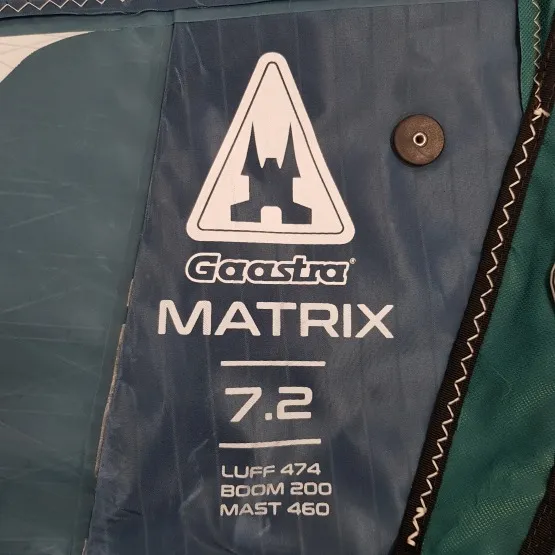 Gaastra®
MATRIX
7.2
LUFF 474
BOOM 200
MAST 460